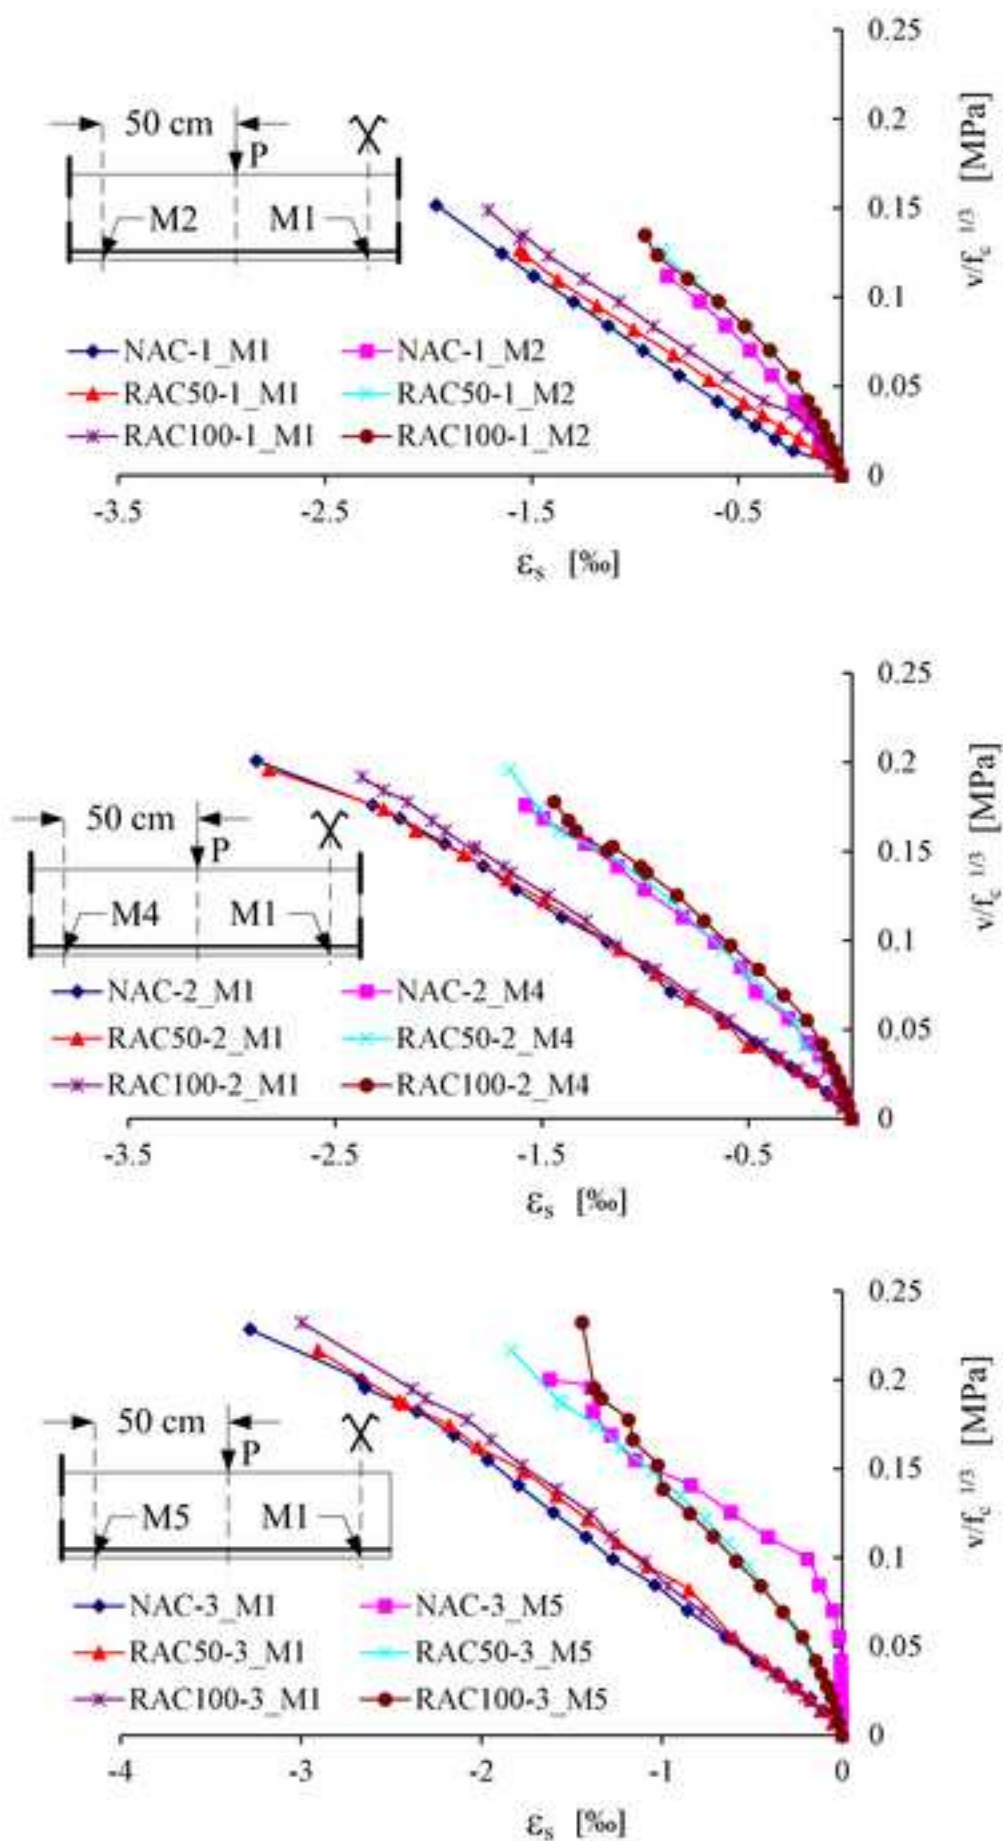 0.25
0.2
0.15
0.1
0.05
0
v/f_c^1/3 [MPa]
50 cm
P
M2 M1
NAC-1_M1 NAC-1_M2
RAC50-1_M1 RAC50-1_M2
RAC100-1_M1 RAC100-1_M2
-3.5 -2.5 -1.5 -0.5
ε_s [‰]
0.25
0.2
0.15
0.1
0.05
0
v/f_c^1/3 [MPa]
50 cm
P
M4 M1
NAC-2_M1 NAC-2_M4
RAC50-2_M1 RAC50-2_M4
RAC100-2_M1 RAC100-2_M4
-3.5 -2.5 -1.5 -0.5
ε_s [‰]
0.25
0.2
0.15
0.1
0.05
0
v/f_c^1/3 [MPa]
50 cm
P
M5 M1
NAC-3_M1 NAC-3_M5
RAC50-3_M1 RAC50-3_M5
RAC100-3_M1 RAC100-3_M5
-4 -3 -2 -1 0
ε_s [‰]